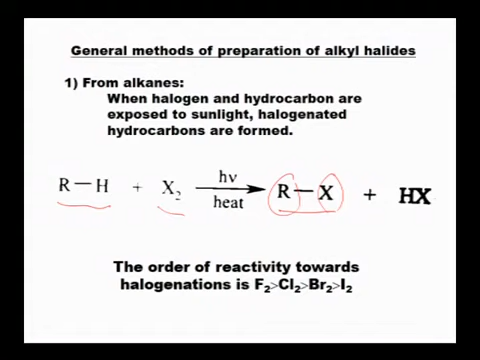 General methods of preparation of alkyl halides
1) From alkanes:
When halogen and hydrocarbon are
exposed to sunlight, halogenated
hydrocarbons are formed.
R—H + X₂ hν heat R—X + HX
The order of reactivity towards
halogenations is F₂>Cl₂>Br₂>I₂